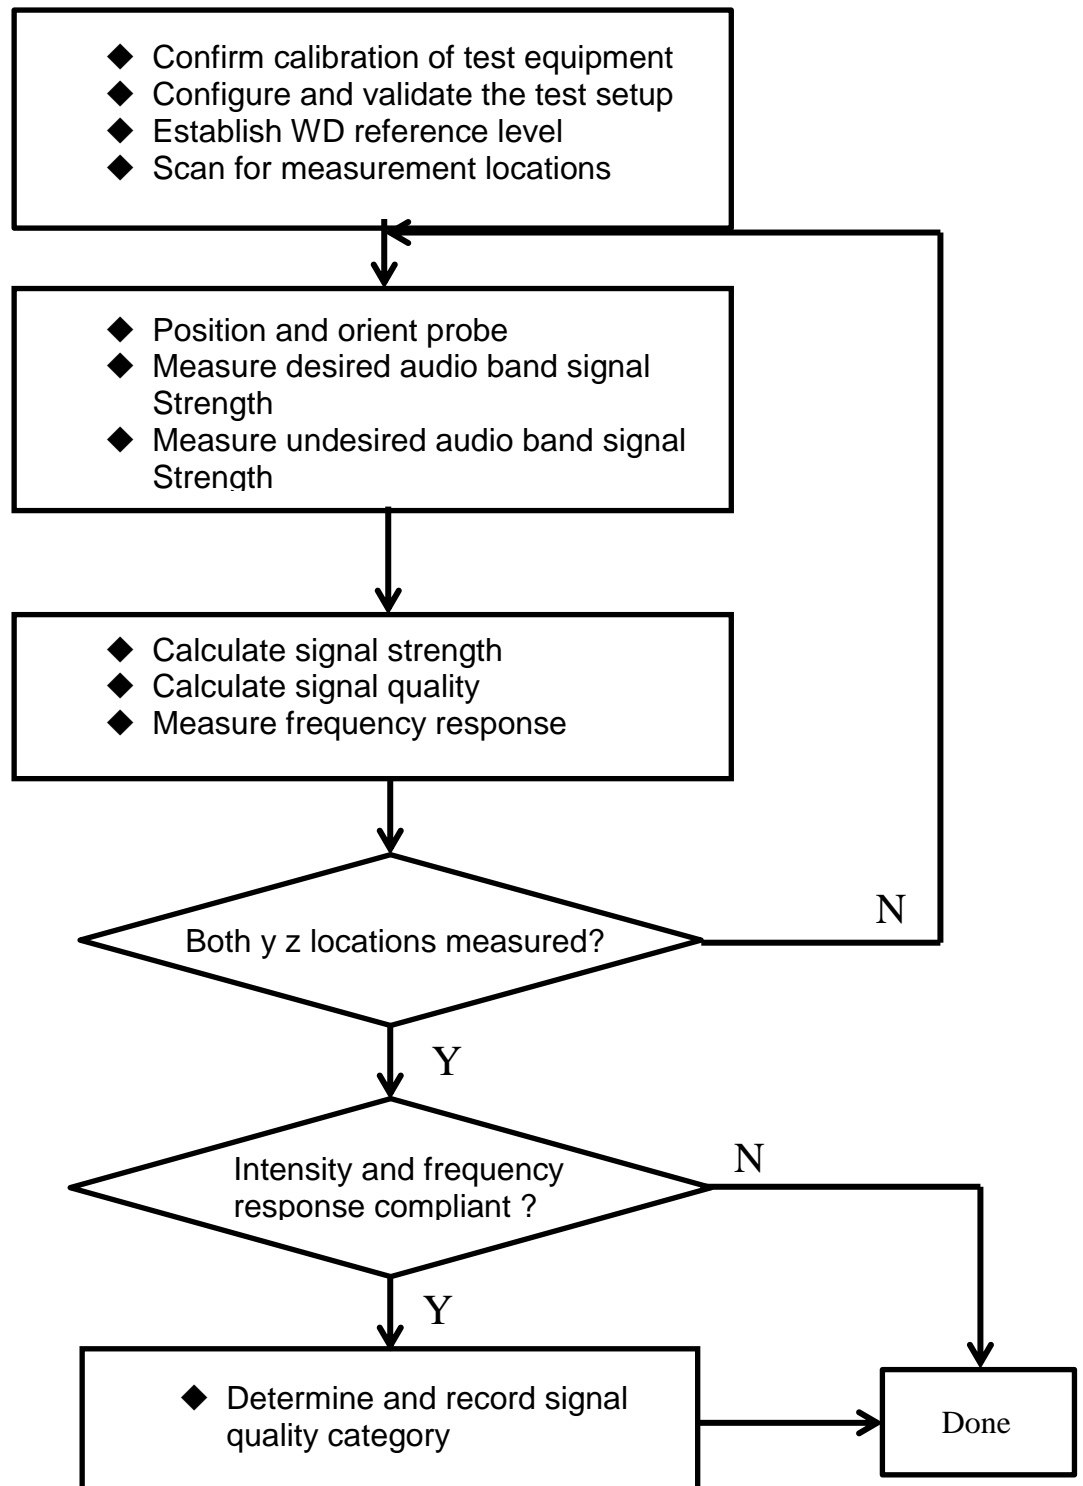 ◆ Confirm calibration of test equipment
◆ Configure and validate the test setup
◆ Establish WD reference level
◆ Scan for measurement locations
◆ Position and orient probe
◆ Measure desired audio band signal
Strength
◆ Measure undesired audio band signal
Strength
◆ Calculate signal strength
◆ Calculate signal quality
◆ Measure frequency response
N
Both y z locations measured?
Y
N
Intensity and frequency
response compliant ?
Y
◆ Determine and record signal
quality category
Done